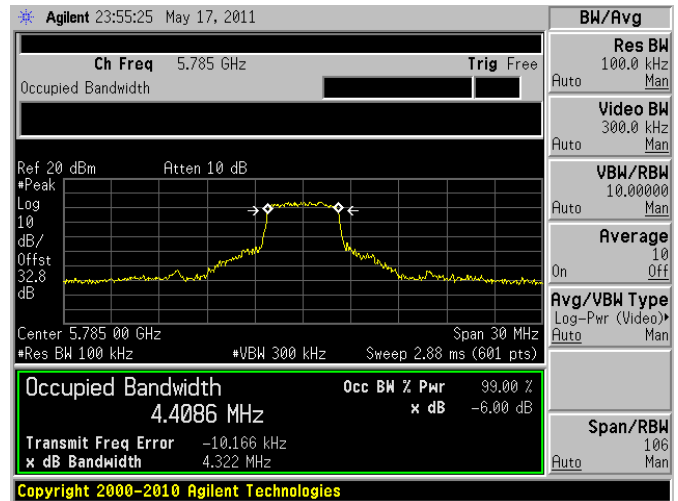 Agilent 23:55:25 May 17, 2011
BW/Avg
Ch Freq 5.785 GHz Trig Free
Occupied Bandwidth
Res BW
100.0 kHz
Auto Man
Video BW
300.0 kHz
Auto Man
VBW/RBW
10.00000
Auto Man
Average
10
On Off
Avg/VBW Type
Log-Pwr (Video)▸
Auto Man
Span/RBW
106
Auto Man
Ref 20 dBm Atten 10 dB
#Peak
Log
10
dB/
Offst
32.8
dB
Center 5.785 00 GHz Span 30 MHz
#Res BW 100 kHz #VBW 300 kHz Sweep 2.88 ms (601 pts)
Occupied Bandwidth Occ BW % Pwr 99.00 %
4.4086 MHz x dB -6.00 dB
Transmit Freq Error -10.166 kHz
x dB Bandwidth 4.322 MHz
Copyright 2000-2010 Agilent Technologies